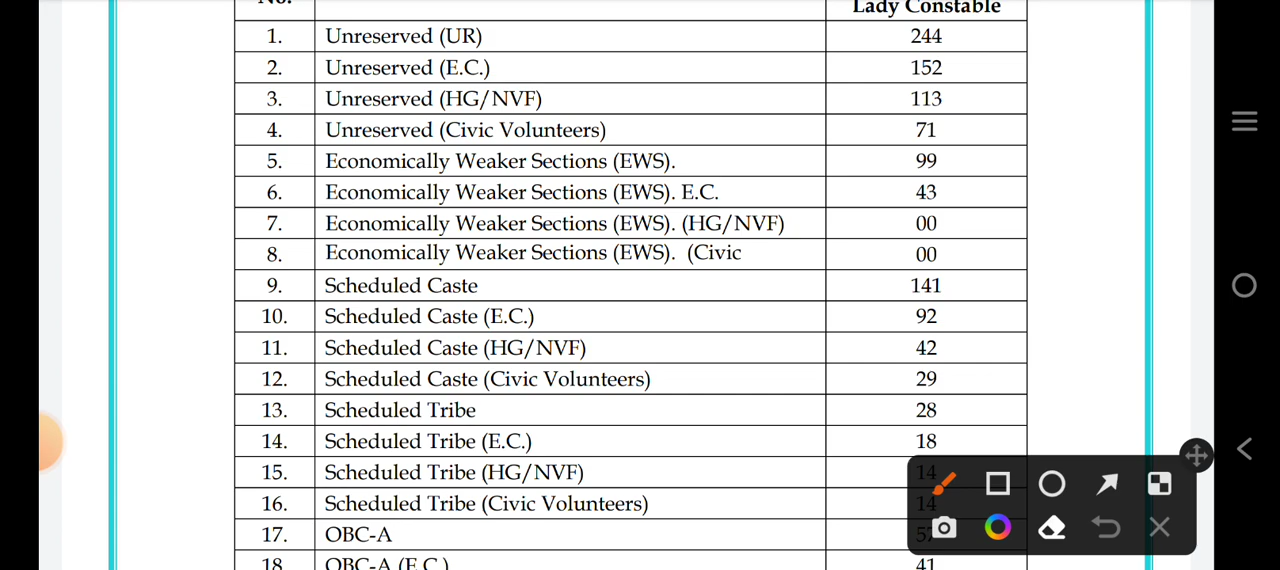 No.
Lady Constable
1. Unreserved (UR) 244
2. Unreserved (E.C.) 152
3. Unreserved (HG/NVF) 113
4. Unreserved (Civic Volunteers) 71
5. Economically Weaker Sections (EWS). 99
6. Economically Weaker Sections (EWS). E.C. 43
7. Economically Weaker Sections (EWS). (HG/NVF) 00
8. Economically Weaker Sections (EWS). (Civic 00
9. Scheduled Caste 141
10. Scheduled Caste (E.C.) 92
11. Scheduled Caste (HG/NVF) 42
12. Scheduled Caste (Civic Volunteers) 29
13. Scheduled Tribe 28
14. Scheduled Tribe (E.C.) 18
15. Scheduled Tribe (HG/NVF) 14
16. Scheduled Tribe (Civic Volunteers) 14
17. OBC-A
18. OBC-A (E.C.) 41